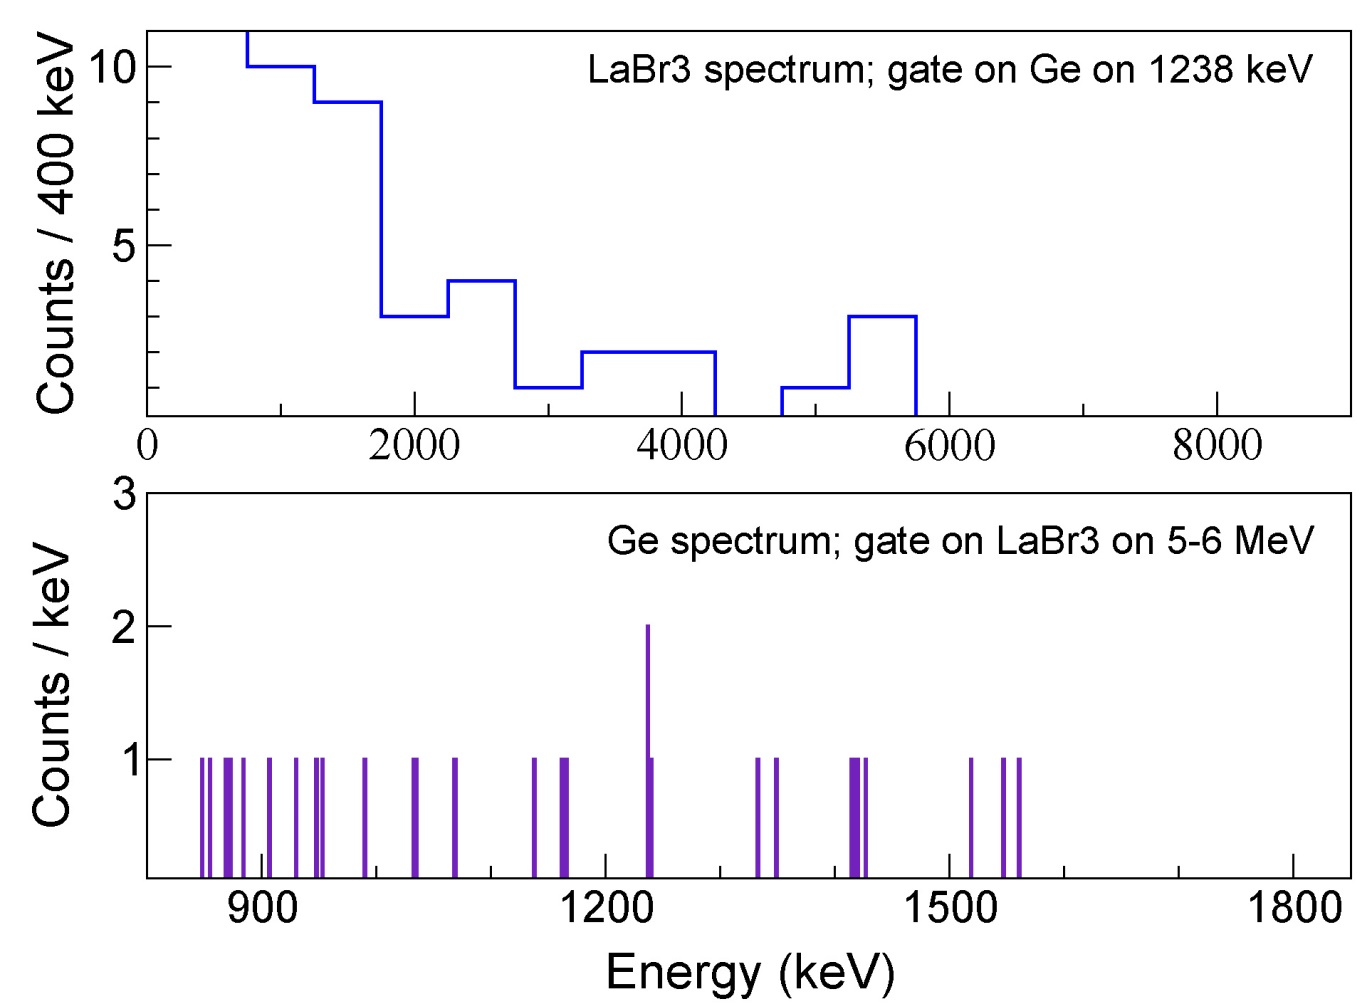 Counts / 400 keV
10
5
LaBr3 spectrum; gate on Ge on 1238 keV
0 2000 4000 6000 8000
Counts / keV
3
2
1
Ge spectrum; gate on LaBr3 on 5-6 MeV
900 1200 1500 1800
Energy (keV)